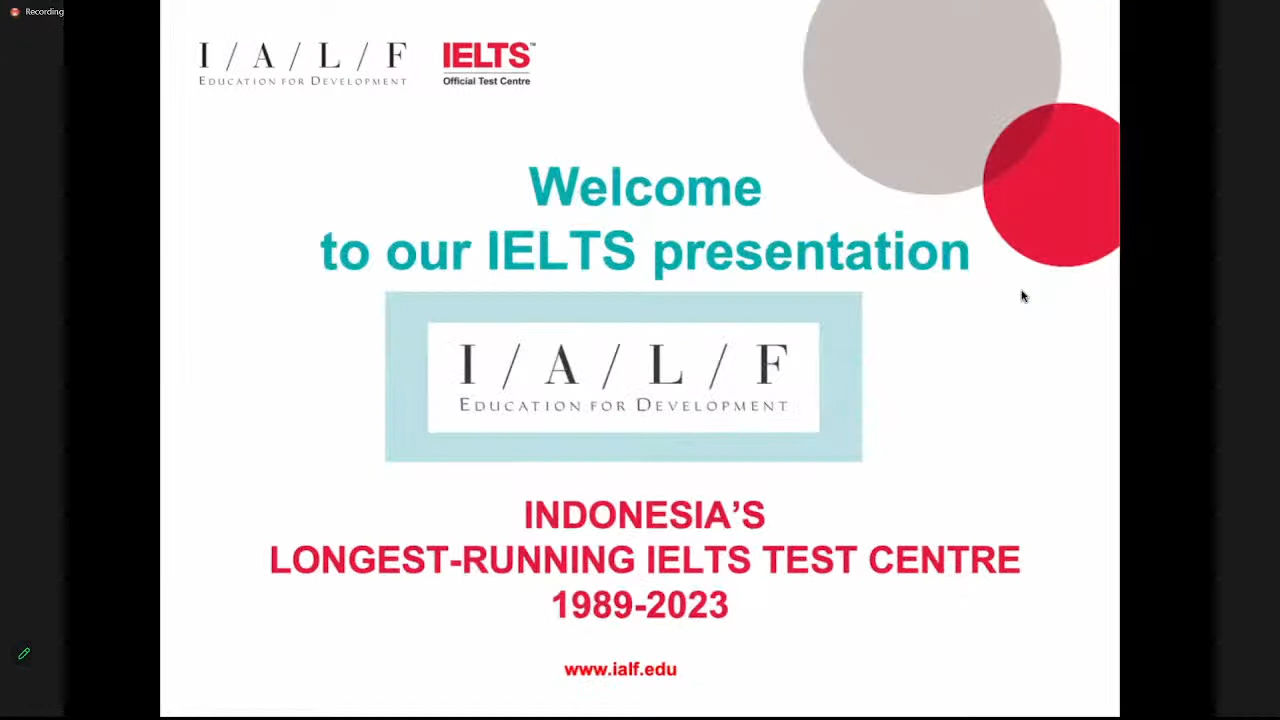 Recording
I / A / L / F
EDUCATION FOR DEVELOPMENT
IELTS™
Official Test Centre
Welcome
to our IELTS presentation
I / A / L / F
EDUCATION FOR DEVELOPMENT
INDONESIA'S
LONGEST-RUNNING IELTS TEST CENTRE
1989-2023
www.ialf.edu